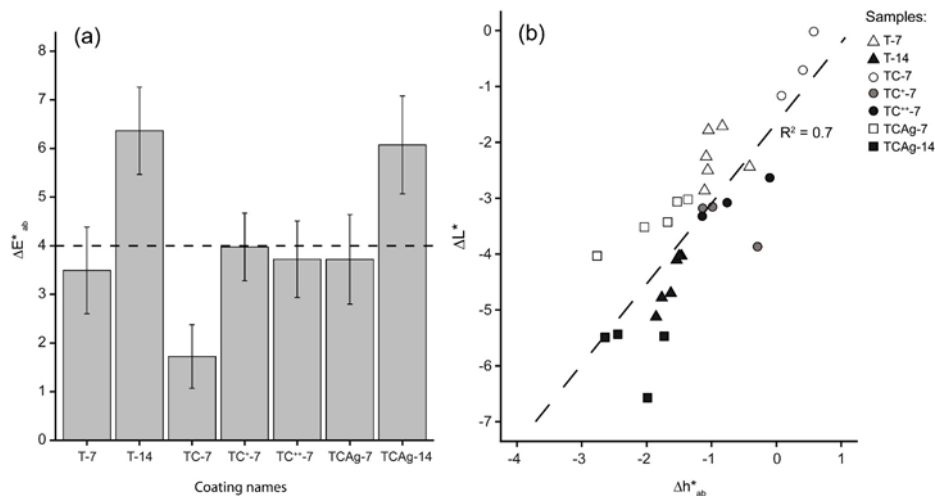 (a)
8
7
6
5
4
3
2
1
0
ΔE*ab
T-7 T-14 TC-7 TC+-7 TC++-7 TCAg-7 TCAg-14
Coating names
(b)
0
-1
-2
-3
-4
-5
-6
-7
ΔL*
R² = 0.7
-4 -3 -2 -1 0 1
Δh*ab
Samples:
T-7
T-14
TC-7
TC+-7
TC++-7
TCAg-7
TCAg-14